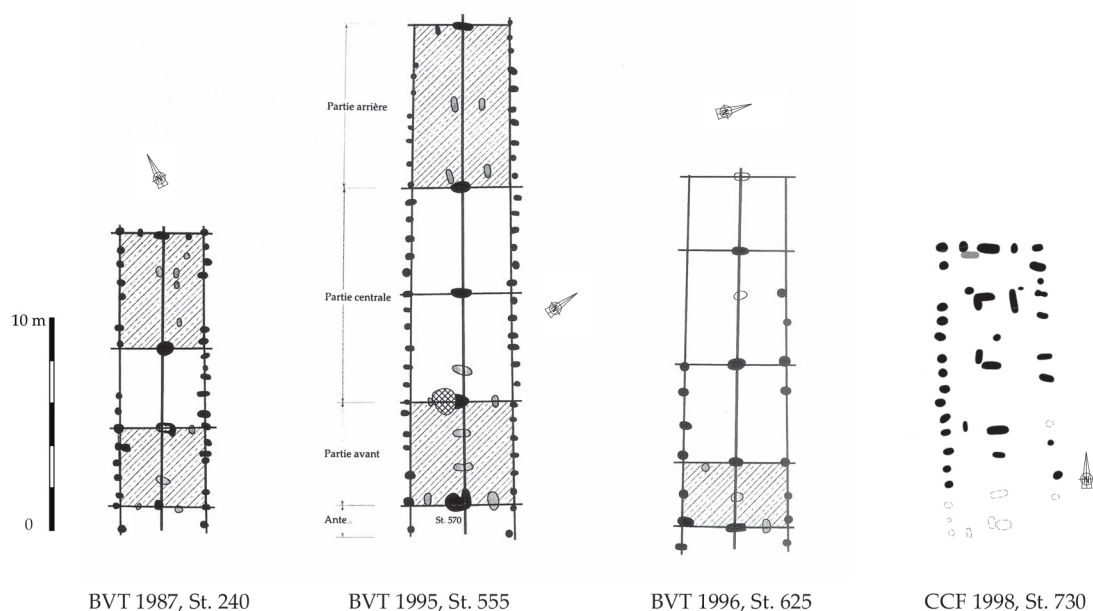 Partie arrière
Partie centrale
Partie avant
Ante
St. 570
10 m
0
N
N
N
N
BVT 1987, St. 240
BVT 1995, St. 555
BVT 1996, St. 625
CCF 1998, St. 730